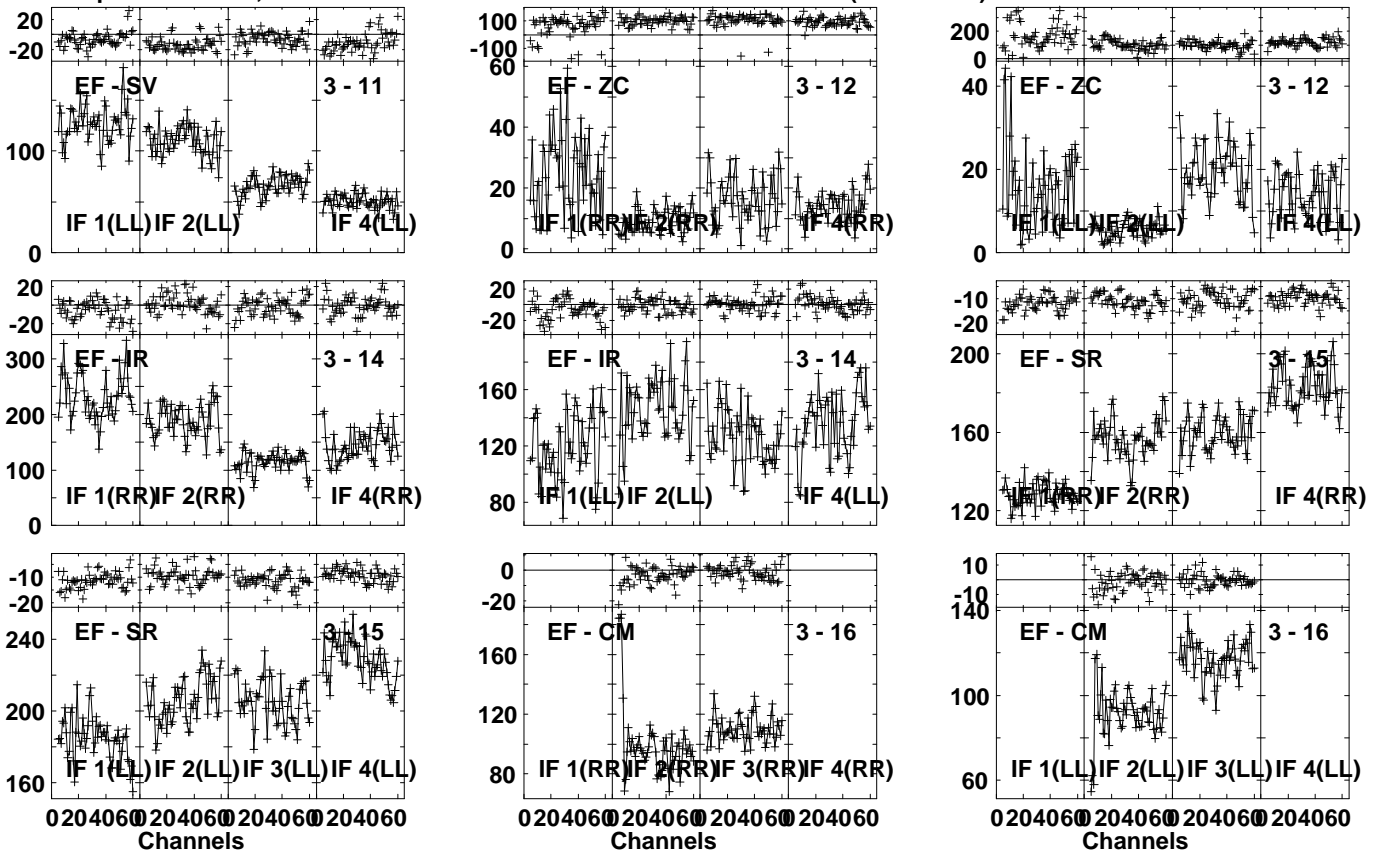 20
-20
EF - SV 3 - 11
100
0
IF 1(LL) IF 2(LL) IF 4(LL)
100
-100
60
40
20
0
EF - ZC 3 - 12
IF 1(RR) IF 2(RR) IF 4(RR)
200
0
40
20
0
EF - ZC 3 - 12
IF 1(LL) IF 2(LL) IF 4(LL)
20
-20
300
200
100
0
EF - IR 3 - 14
IF 1(RR) IF 2(RR) IF 4(RR)
20
-20
160
120
80
EF - IR 3 - 14
IF 1(LL) IF 2(LL) IF 4(LL)
-10
-20
200
160
120
EF - SR 3 - 15
IF 1(RR) IF 2(RR) IF 4(RR)
-10
-20
240
200
160
EF - SR 3 - 15
IF 1(LL) IF 2(LL) IF 3(LL) IF 4(LL)
0 20 40 60 0 20 40 60 0 20 40 60 0 20 40 60
Channels
0
-20
160
120
80
EF - CM 3 - 16
IF 1(RR) IF 2(RR) IF 3(RR) IF 4(RR)
0 20 40 60 0 20 40 60 0 20 40 60 0 20 40 60
Channels
10
-10
140
100
60
EF - CM 3 - 16
IF 1(LL) IF 2(LL) IF 3(LL) IF 4(LL)
0 20 40 60 0 20 40 60 0 20 40 60 0 20 40 60
Channels